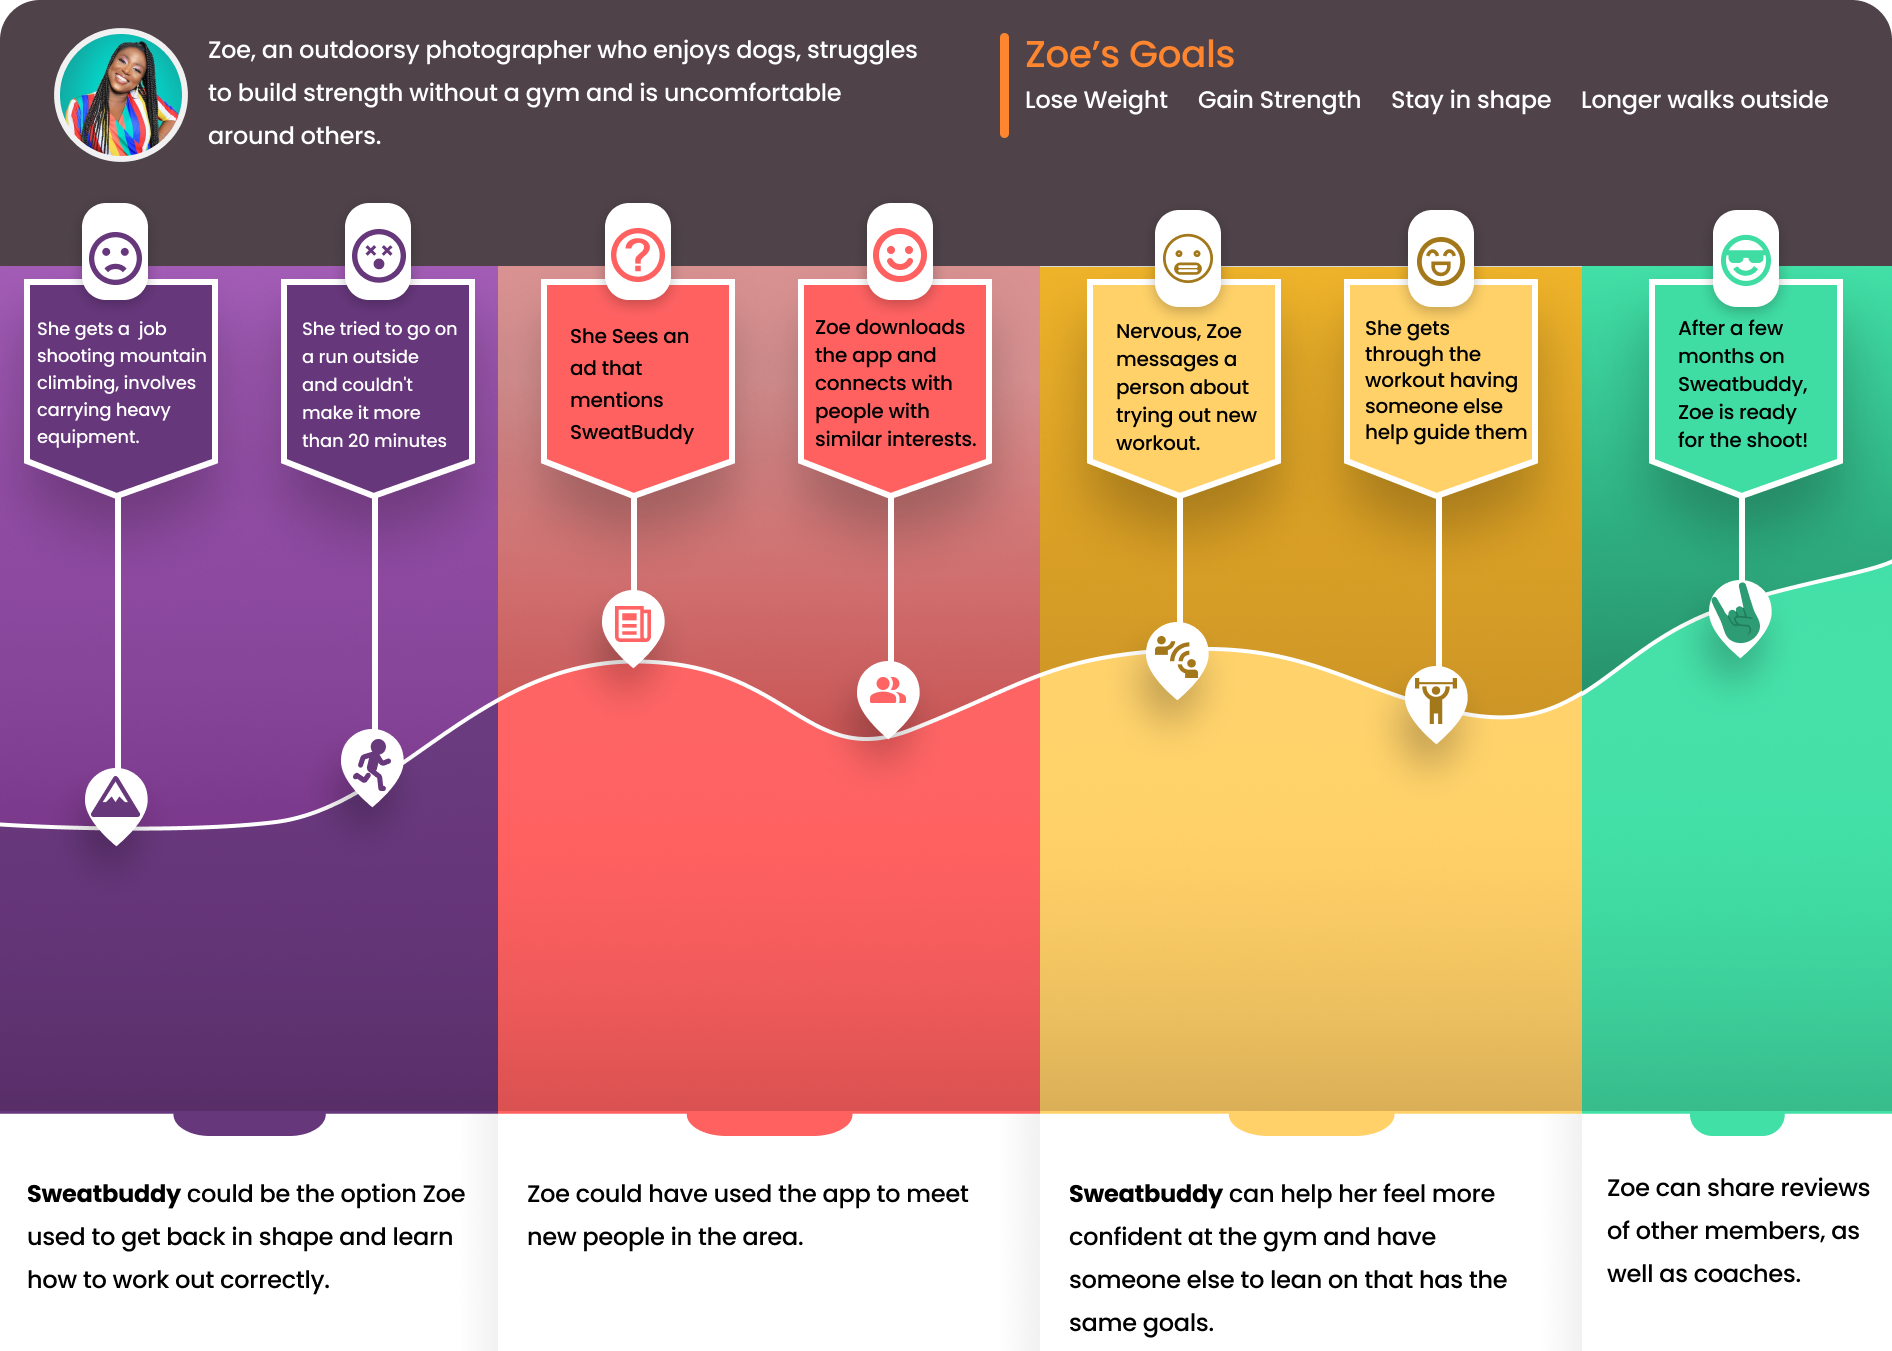 Zoe, an outdoorsy photographer who enjoys dogs, struggles
to build strength without a gym and is uncomfortable
around others.
Zoe’s Goals
Lose Weight Gain Strength Stay in shape Longer walks outside
She gets a job
shooting mountain
climbing, involves
carrying heavy
equipment.
She tried to go on
a run outside
and couldn't
make it more
than 20 minutes
She Sees an
ad that
mentions
SweatBuddy
Zoe downloads
the app and
connects with
people with
similar interests.
Nervous, Zoe
messages a
person about
trying out new
workout.
She gets
through the
workout having
someone else
help guide them
After a few
months on
Sweatbuddy,
Zoe is ready
for the shoot!
Sweatbuddy could be the option Zoe
used to get back in shape and learn
how to work out correctly.
Zoe could have used the app to meet
new people in the area.
Sweatbuddy can help her feel more
confident at the gym and have
someone else to lean on that has the
same goals.
Zoe can share reviews
of other members, as
well as coaches.